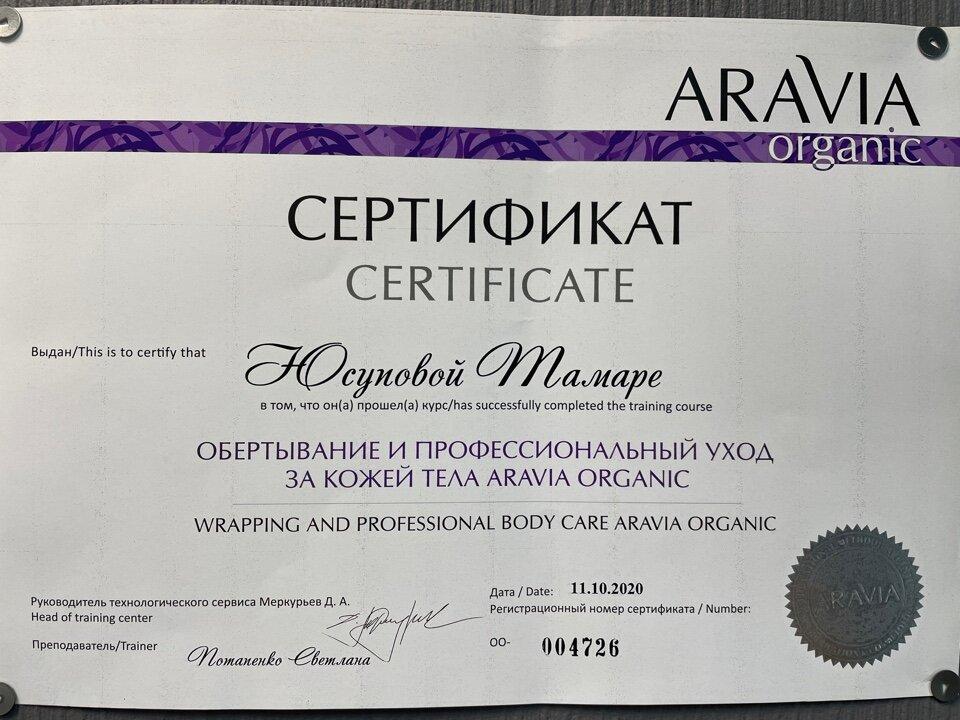 ARAVIA
organic
СЕРТИФИКАТ
CERTIFICATE
Выдан/This is to certify that
Юсуповой Тамаре
в том, что он(а) прошел(а) курс/has successfully completed the training course
ОБЕРТЫВАНИЕ И ПРОФЕССИОНАЛЬНЫЙ УХОД
ЗА КОЖЕЙ ТЕЛА ARAVIA ORGANIC
WRAPPING AND PROFESSIONAL BODY CARE ARAVIA ORGANIC
Руководитель технологического сервиса Меркурьев Д. А.
Head of training center
Преподаватель/Trainer
Потапенко Светлана
Дата / Date: 11.10.2020
Регистрационный номер сертификата / Number:
ОО- 004726
ARAVIA